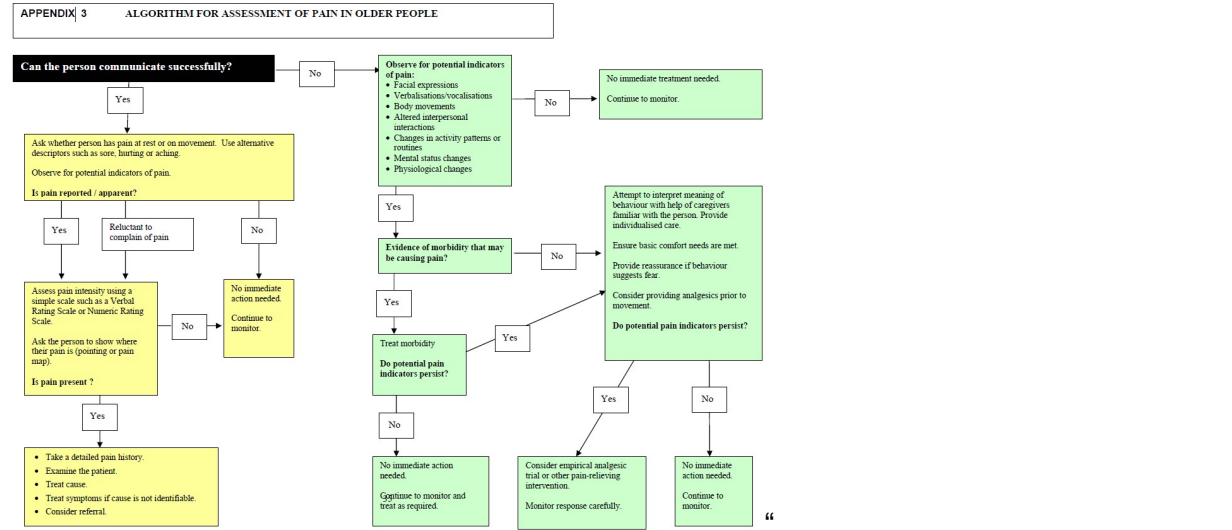 APPENDIX 3 ALGORITHM FOR ASSESSMENT OF PAIN IN OLDER PEOPLE
Can the person communicate successfully?
No
Yes
Ask whether person has pain at rest or on movement. Use alternative
descriptors such as sore, hurting or aching.
Observe for potential indicators of pain.
Is pain reported / apparent?
Yes
Reluctant to
complain of pain
No
Assess pain intensity using a
simple scale such as a Verbal
Rating Scale or Numeric Rating
Scale.
Ask the person to show where
their pain is (pointing or pain
map).
Is pain present ?
No
No immediate
action needed.
Continue to
monitor.
Yes
• Take a detailed pain history.
• Examine the patient.
• Treat cause.
• Treat symptoms if cause is not identifiable.
• Consider referral.
Observe for potential indicators
of pain:
• Facial expressions
• Verbalisations/vocalisations
• Body movements
• Altered interpersonal
interactions
• Changes in activity patterns or
routines
• Mental status changes
• Physiological changes
No
No immediate treatment needed.
Continue to monitor.
Yes
Evidence of morbidity that may
be causing pain?
No
Yes
Treat morbidity
Do potential pain
indicators persist?
Yes
No
No immediate action
needed.
Continue to monitor and
treat as required.
Attempt to interpret meaning of
behaviour with help of caregivers
familiar with the person. Provide
individualised care.
Ensure basic comfort needs are met.
Provide reassurance if behaviour
suggests fear.
Consider providing analgesics prior to
movement.
Do potential pain indicators persist?
Yes
No
Consider empirical analgesic
trial or other pain-relieving
intervention.
Monitor response carefully.
No immediate
action needed.
Continue to
monitor.
“